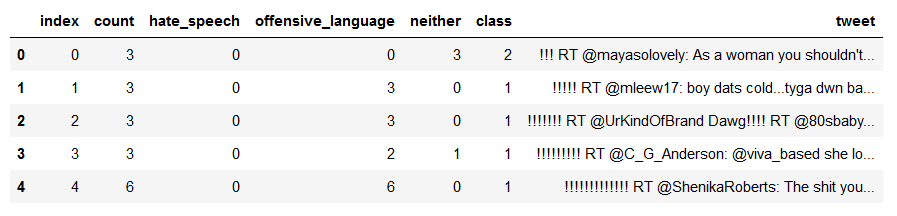 index count hate_speech offensive_language neither class tweet
0 0 3 0 0 3 2 !!! RT @mayasolovely: As a woman you shouldn't...
1 1 3 0 3 0 1 !!!!! RT @mleew17: boy dats cold...tyga dwn ba...
2 2 3 0 3 0 1 !!!!!!! RT @UrKindOfBrand Dawg!!!! RT @80sbaby...
3 3 3 0 2 1 1 !!!!!!!!! RT @C_G_Anderson: @viva_based she lo...
4 4 6 0 6 0 1 !!!!!!!!!!!!! RT @ShenikaRoberts: The shit you...